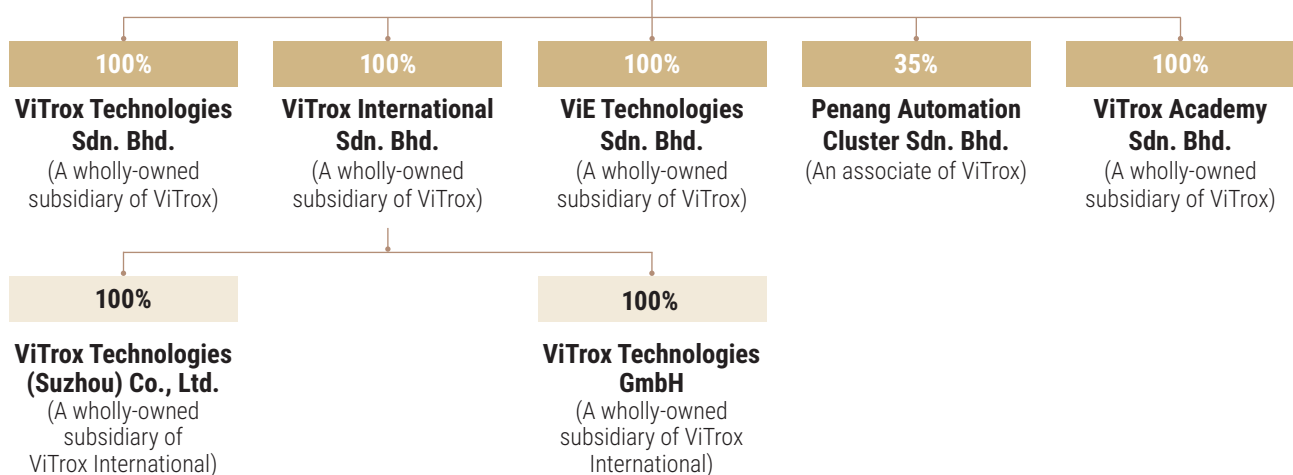 100%
ViTrox Technologies
Sdn. Bhd.
(A wholly-owned
subsidiary of ViTrox)
100%
ViTrox International
Sdn. Bhd.
(A wholly-owned
subsidiary of ViTrox)
100%
ViE Technologies
Sdn. Bhd.
(A wholly-owned
subsidiary of ViTrox)
35%
Penang Automation
Cluster Sdn. Bhd.
(An associate of ViTrox)
100%
ViTrox Academy
Sdn. Bhd.
(A wholly-owned
subsidiary of ViTrox)
100%
ViTrox Technologies
(Suzhou) Co., Ltd.
(A wholly-owned
subsidiary of
ViTrox International)
100%
ViTrox Technologies
GmbH
(A wholly-owned
subsidiary of ViTrox
International)